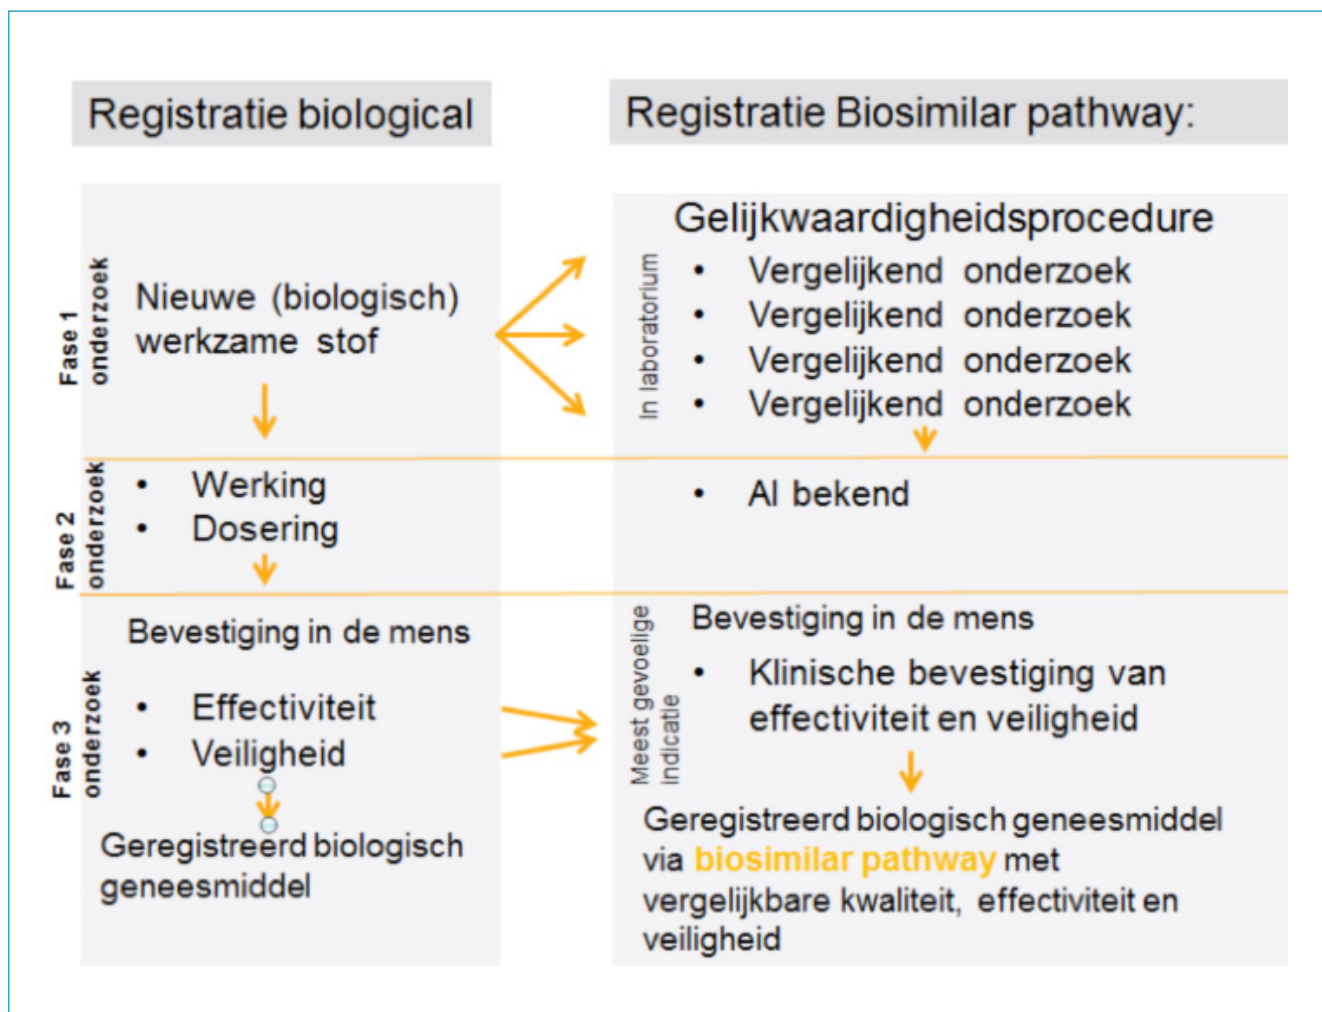 Registratie biological
Fase 1
onderzoek
Nieuwe (biologisch)
werkzame stof
Fase 2
onderzoek
• Werking
• Dosering
Fase 3
onderzoek
Bevestiging in de mens
• Effectiviteit
• Veiligheid
Geregistreerd biologisch
geneesmiddel
Registratie Biosimilar pathway:
Gelijkwaardigheidsprocedure
In laboratorium
• Vergelijkend onderzoek
• Vergelijkend onderzoek
• Vergelijkend onderzoek
• Vergelijkend onderzoek
• Al bekend
Meest gevoelige
indicatie
Bevestiging in de mens
• Klinische bevestiging van
effectiviteit en veiligheid
Geregistreerd biologisch geneesmiddel
via biosimilar pathway met
vergelijkbare kwaliteit, effectiviteit en
veiligheid